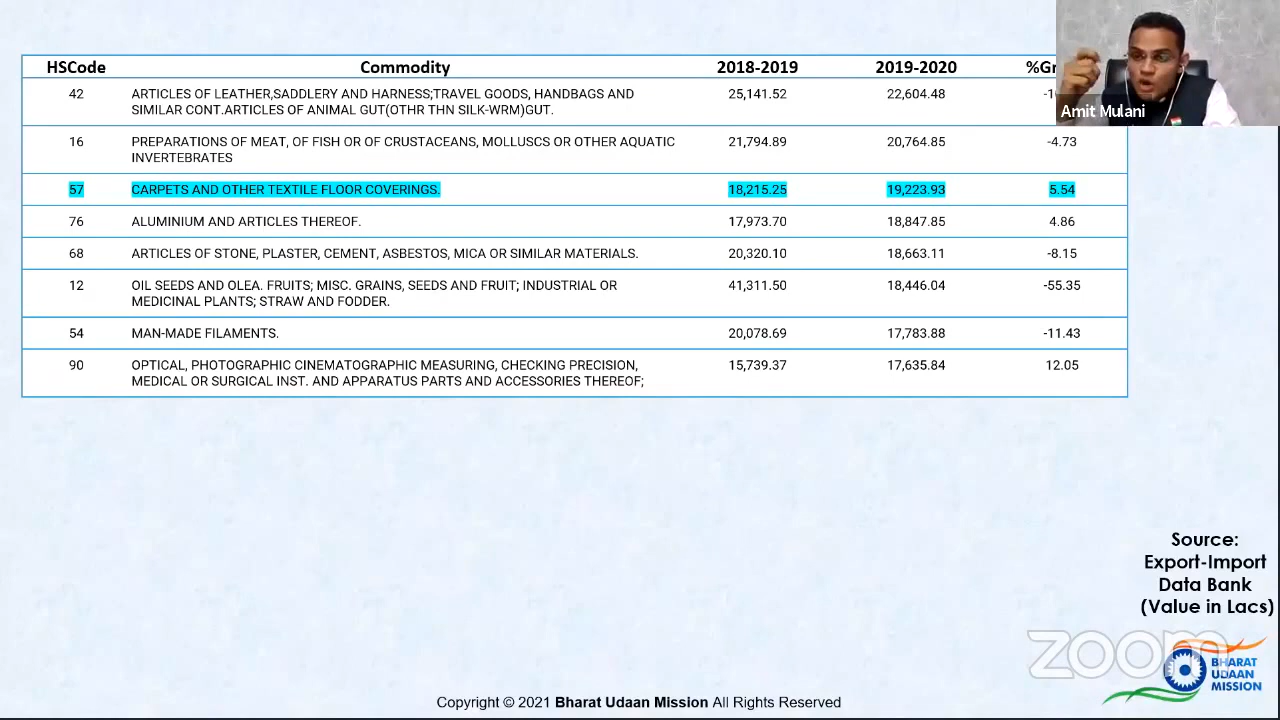 HSCode Commodity 2018-2019 2019-2020
42 ARTICLES OF LEATHER,SADDLERY AND HARNESS;TRAVEL GOODS, HANDBAGS AND 25,141.52 22,604.48
SIMILAR CONT.ARTICLES OF ANIMAL GUT(OTHR THN SILK-WRM)GUT.
Amit Mulani
16 PREPARATIONS OF MEAT, OF FISH OR OF CRUSTACEANS, MOLLUSCS OR OTHER AQUATIC 21,794.89 20,764.85 -4.73
INVERTEBRATES
57 CARPETS AND OTHER TEXTILE FLOOR COVERINGS. 18,215.25 19,223.93 5.54
76 ALUMINIUM AND ARTICLES THEREOF. 17,973.70 18,847.85 4.86
68 ARTICLES OF STONE, PLASTER, CEMENT, ASBESTOS, MICA OR SIMILAR MATERIALS. 20,320.10 18,663.11 -8.15
12 OIL SEEDS AND OLEA. FRUITS; MISC. GRAINS, SEEDS AND FRUIT; INDUSTRIAL OR 41,311.50 18,446.04 -55.35
MEDICINAL PLANTS; STRAW AND FODDER.
54 MAN-MADE FILAMENTS. 20,078.69 17,783.88 -11.43
90 OPTICAL, PHOTOGRAPHIC CINEMATOGRAPHIC MEASURING, CHECKING PRECISION, 15,739.37 17,635.84 12.05
MEDICAL OR SURGICAL INST. AND APPARATUS PARTS AND ACCESSORIES THEREOF;
Source:
Export-Import
Data Bank
(Value in Lacs)
zoom
BHARAT
UDAAN
MISSION
Copyright © 2021 Bharat Udaan Mission All Rights Reserved